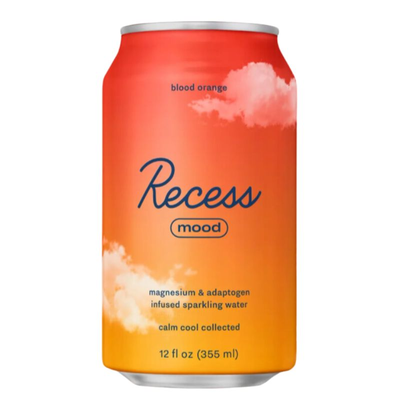 blood orange
Recess
mood
magnesium & adaptogen
infused sparkling water
calm cool collected
12 fl oz (355 ml)